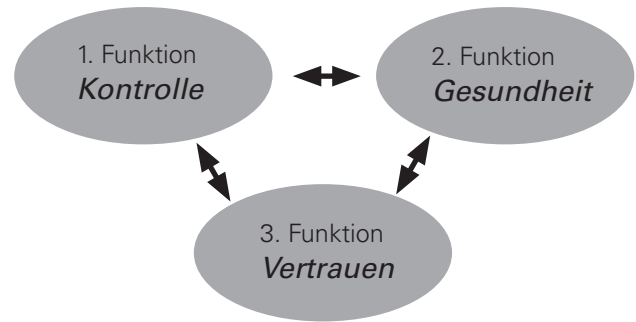 1. Funktion
Kontrolle
2. Funktion
Gesundheit
3. Funktion
Vertrauen